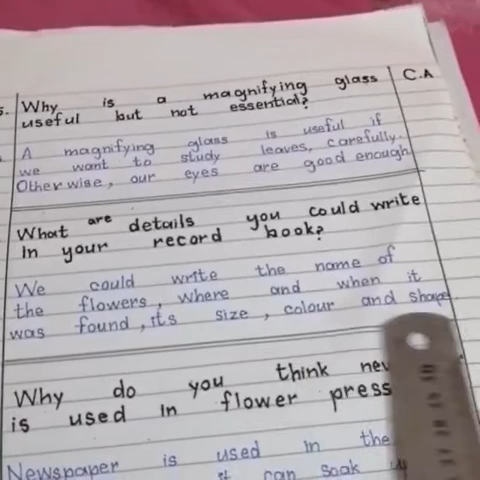 5. Why is a magnifying glass C.A
useful but not essential?
A magnifying glass is useful if
we want to study leaves, carefully.
Otherwise, our eyes are good enough
What are details you could write
in your record book?
We could write the name of
the flowers, where and when it
was found, its size, colour and shape
Why do you think
is used in flower press
Newspaper is used in the
it can soak